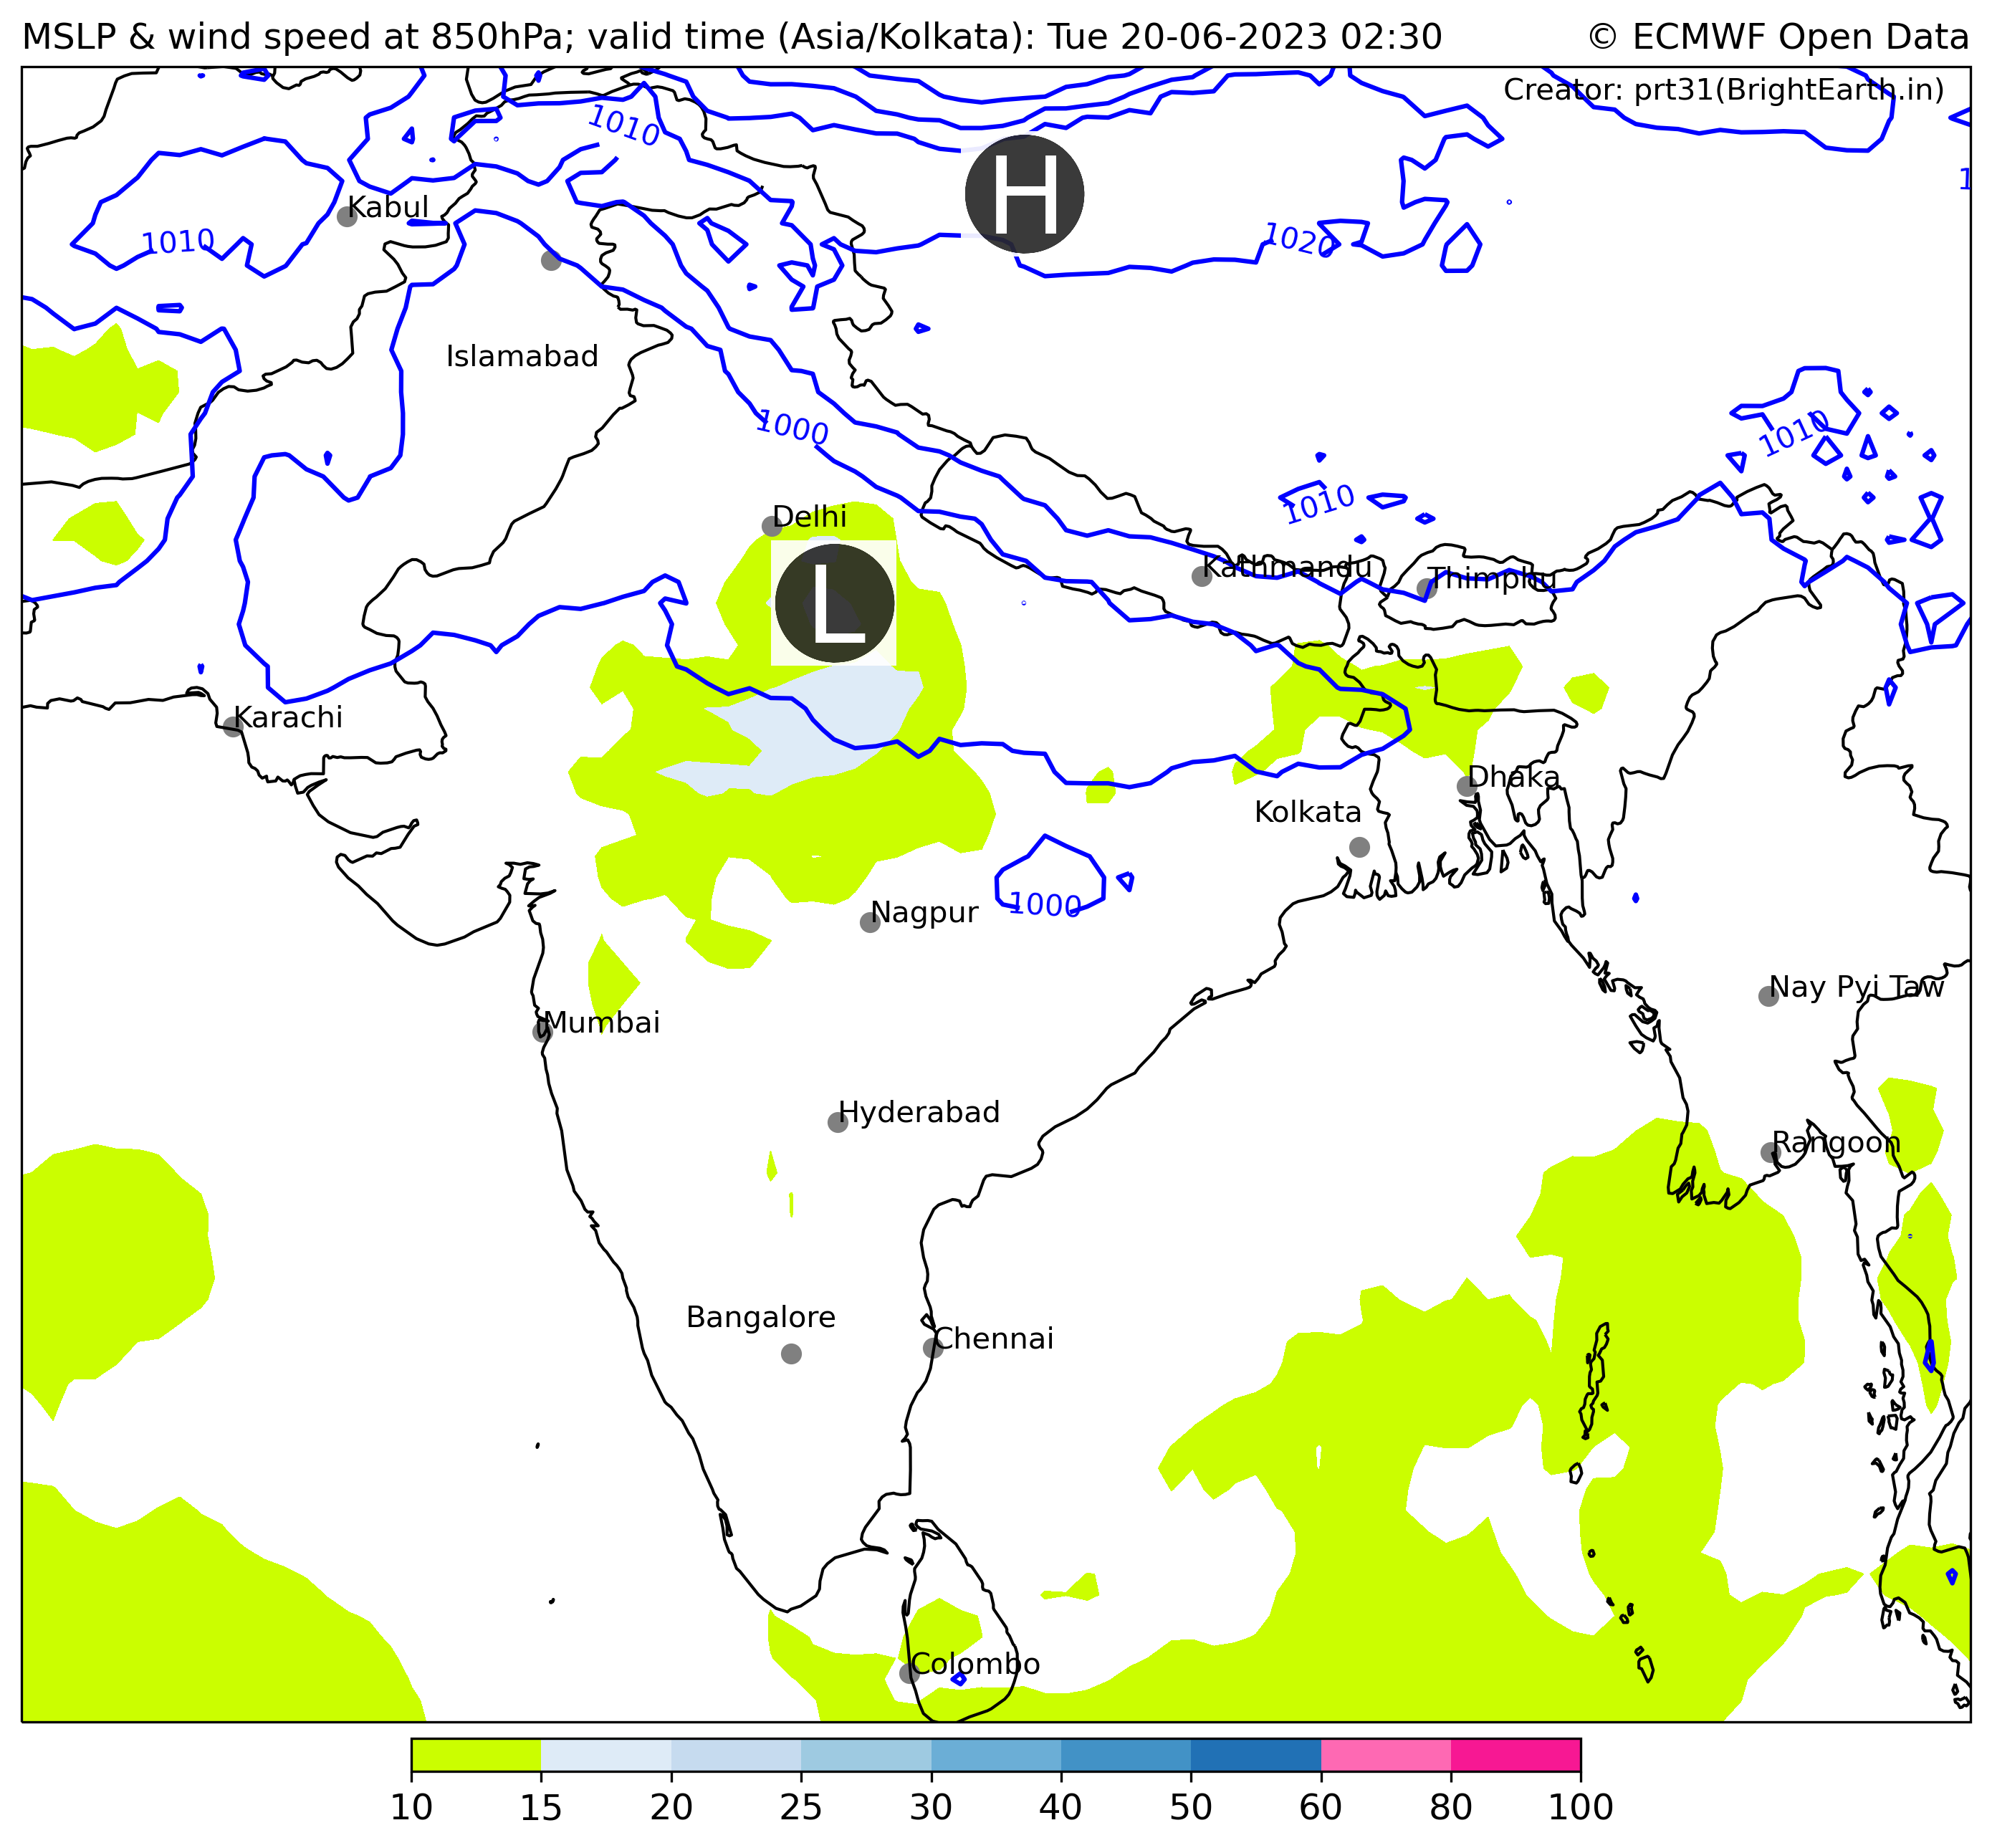 MSLP & wind speed at 850hPa; valid time (Asia/Kolkata): Tue 20-06-2023 02:30
© ECMWF Open Data
Creator: prt31(BrightEarth.in)
1010
H
1
Kabul
1010
1020
Islamabad
1000
1010
1010
Delhi
L
Kathmandu
Thimphu
Karachi
Dhaka
Kolkata
1000
Nagpur
Nay Pyi Taw
Mumbai
Hyderabad
Rangoon
Bangalore
Chennai
Colombo
10 15 20 25 30 40 50 60 80 100